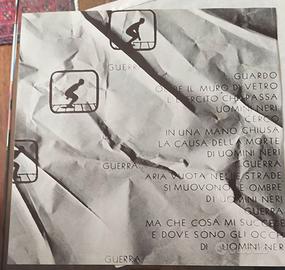 GUERRA
GUARDO
OLTRE IL MURO DI VETRO
L'ESERCITO CHE PASSA
UOMINI NERI
CERCO
IN UNA MANO CHIUSA
LA CAUSA DELLA MORTE
DI UOMINI NERI
GUERRA
GUERRA
ARIA VUOTA NELLE STRADE
SI MUOVONO LE OMBRE
DI UOMINI NERI
GUERRA
MA CHE COSA MI SUCCEDE
E DOVE SONO GLI OCCHI
DI UOMINI NERI
GUERRA